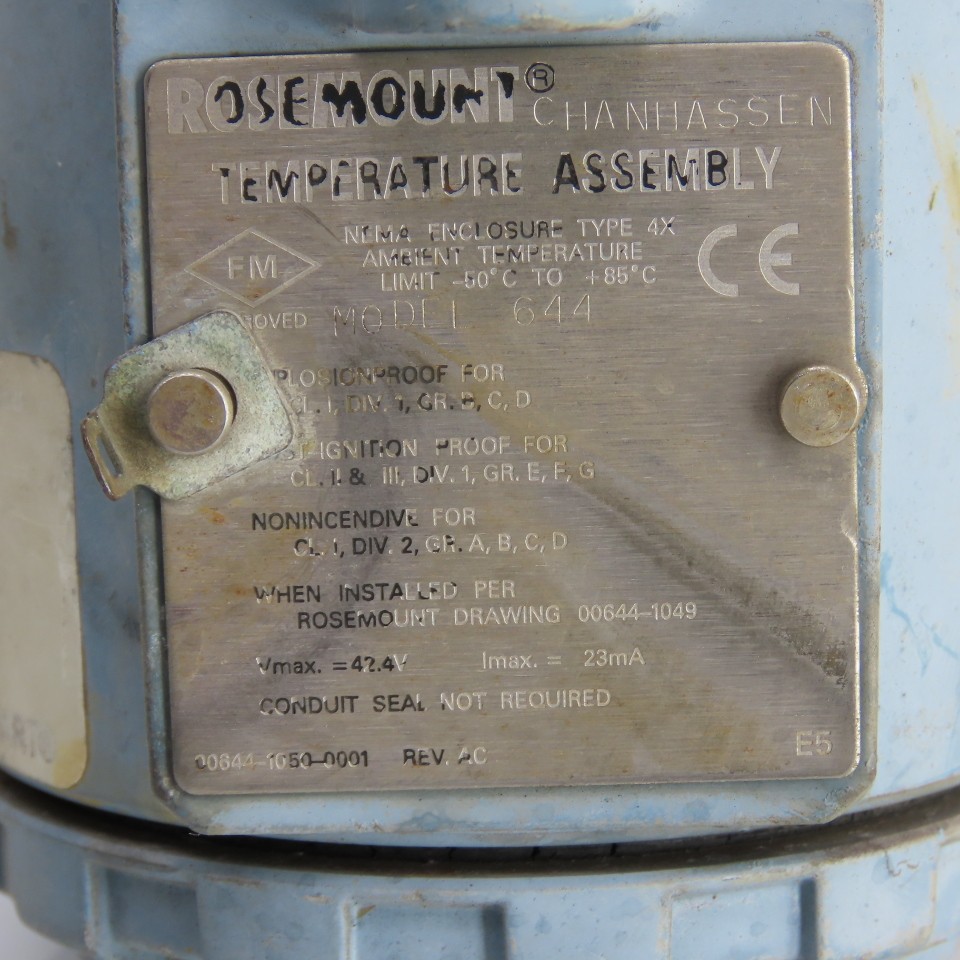 ROSEMOUNT® CHANHASSEN
TEMPERATURE ASSEMBLY
NEMA ENCLOSURE TYPE 4X
AMBIENT TEMPERATURE
LIMIT -50°C TO +85°C
FM
CE
OVED MODEL 644
PLOSIONPROOF FOR
CL. I, DIV. 1, GR. B, C, D
ST-IGNITION PROOF FOR
CL. II & III, DIV. 1, GR. E, F, G
NONINCENDIVE FOR
CL. I, DIV. 2, GR. A, B, C, D
WHEN INSTALLED PER
ROSEMOUNT DRAWING 00644-1049
Vmax. = 42.4V Imax. = 23mA
CONDUIT SEAL NOT REQUIRED
00644-1050-0001 REV. AC
E5